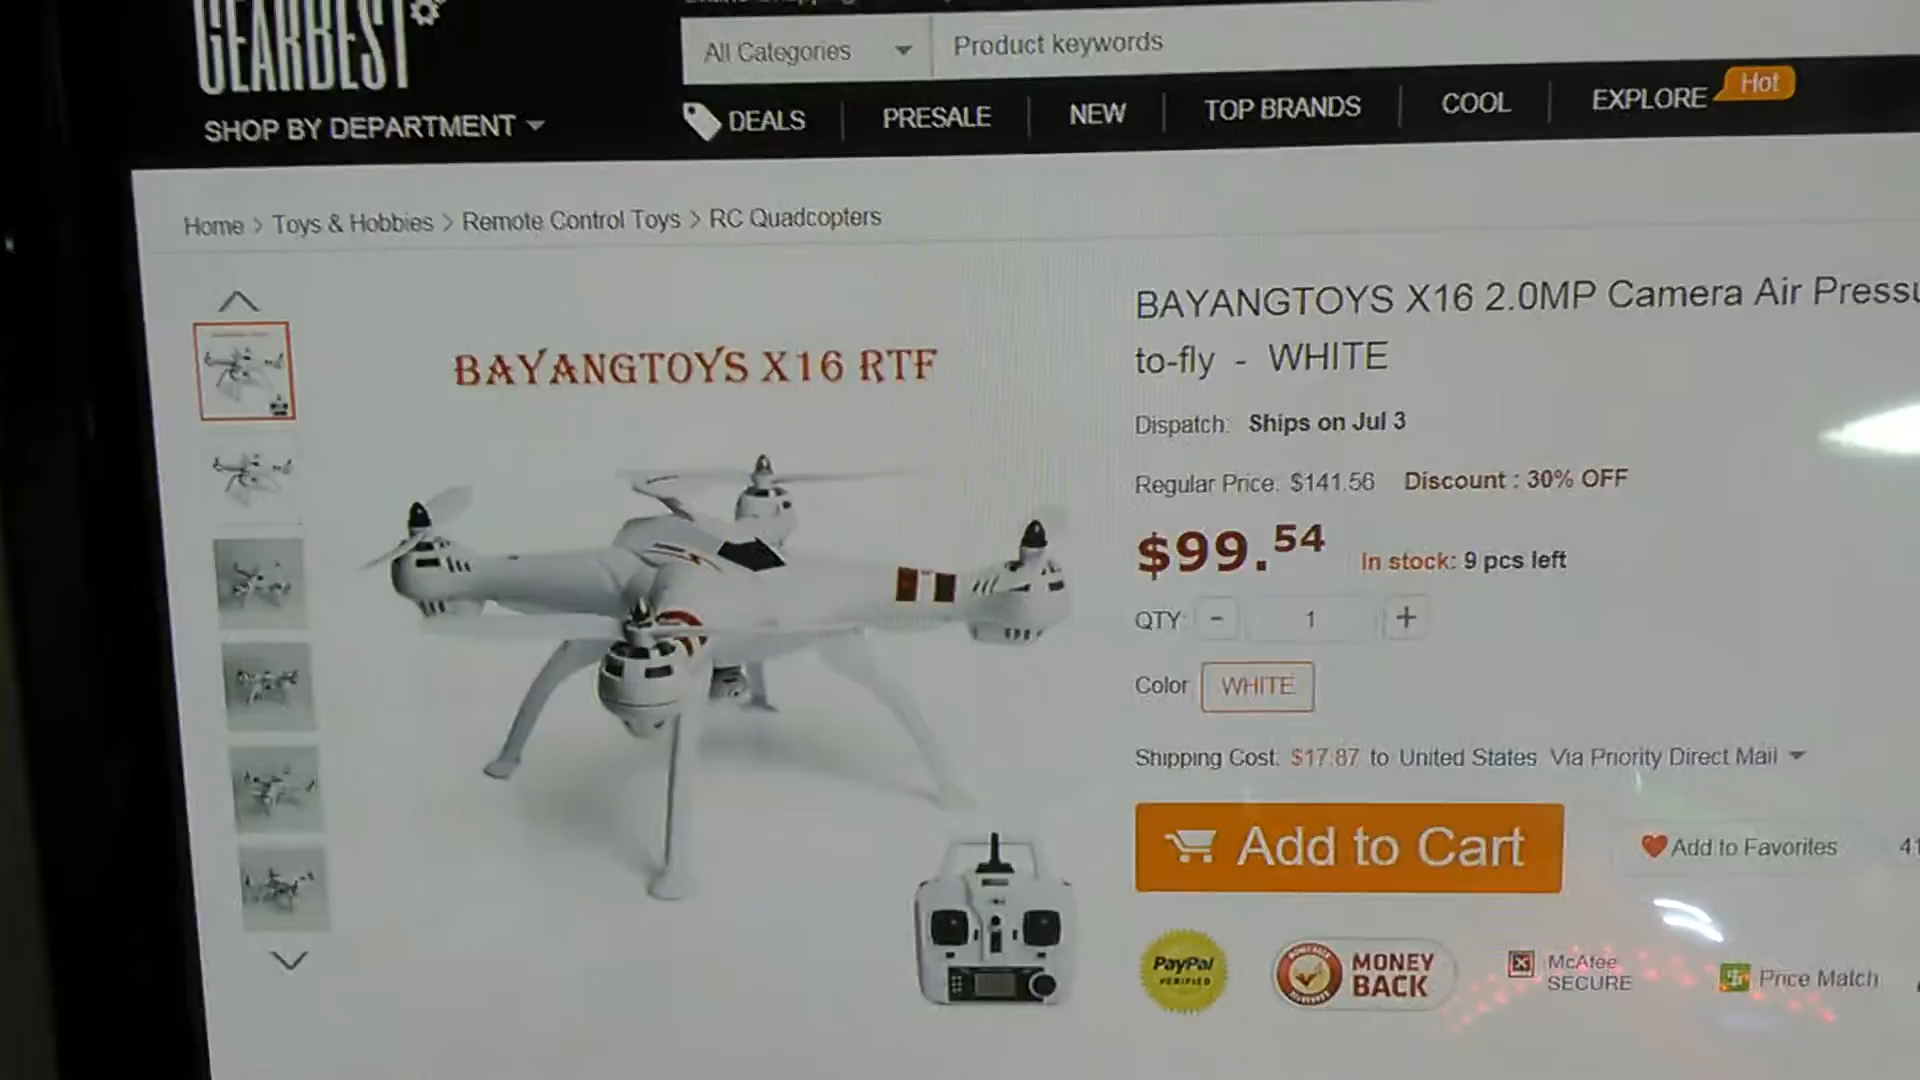 GEARBEST
All Categories
Product keywords
SHOP BY DEPARTMENT
DEALS
PRESALE
NEW
TOP BRANDS
COOL
EXPLORE
Hot
Home > Toys & Hobbies > Remote Control Toys > RC Quadcopters
BAYANGTOYS X16 RTF
BAYANGTOYS X16 2.0MP Camera Air Pressu
to-fly - WHITE
Dispatch: Ships on Jul 3
Regular Price: $141.56 Discount : 30% OFF
$99.54 In stock: 9 pcs left
QTY: - 1 +
Color WHITE
Shipping Cost: $17.87 to United States Via Priority Direct Mail
Add to Cart
Add to Favorites
41
PayPal
VERIFIED
MONEY
BACK
McAfee
SECURE
Price Match